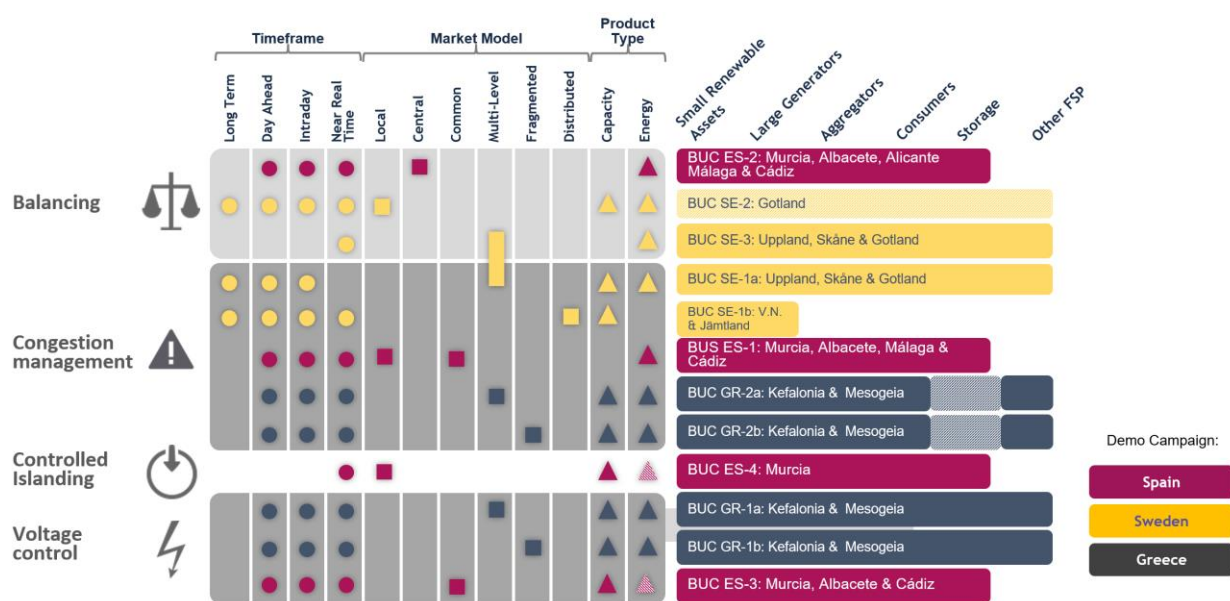 Timeframe
Market Model
Product
Type
Long Term
Day Ahead
Intraday
Near Real
Time
Local
Central
Common
Multi-Level
Fragmented
Distributed
Capacity
Energy
Small Renewable
Assets
Large Generators
Aggregators
Consumers
Storage
Other FSP
Balancing
BUC ES-2: Murcia, Albacete, Alicante
Málaga & Cádiz
BUC SE-2: Gotland
BUC SE-3: Uppland, Skåne & Gotland
Congestion
management
BUC SE-1a: Uppland, Skåne & Gotland
BUC SE-1b: V.N.
& Jämtland
BUS ES-1: Murcia, Albacete, Málaga &
Cádiz
BUC GR-2a: Kefalonia & Mesogeia
BUC GR-2b: Kefalonia & Mesogeia
Controlled
Islanding
BUC ES-4: Murcia
Voltage
control
BUC GR-1a: Kefalonia & Mesogeia
BUC GR-1b: Kefalonia & Mesogeia
BUC ES-3: Murcia, Albacete & Cádiz
Demo Campaign:
Spain
Sweden
Greece